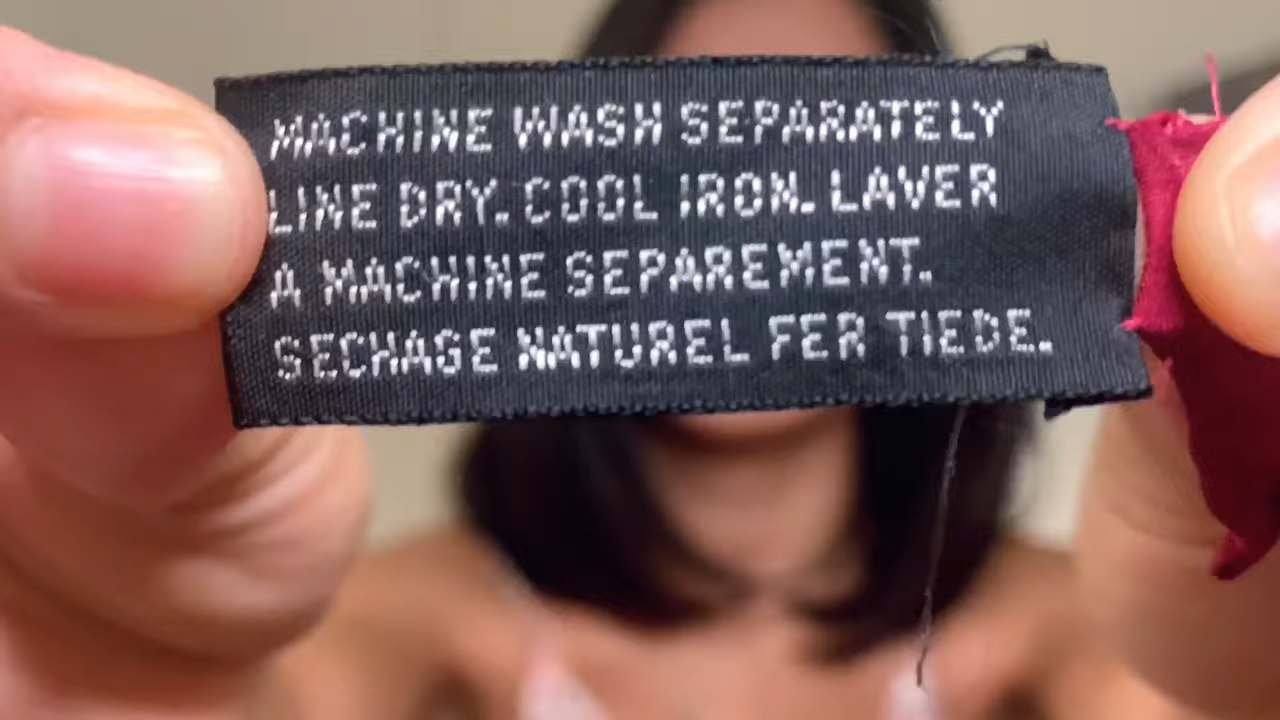 MACHINE WASH SEPARATELY
LINE DRY. COOL IRON. LAVER
A MACHINE SEPAREMENT.
SECHAGE NATUREL FER TIEDE.